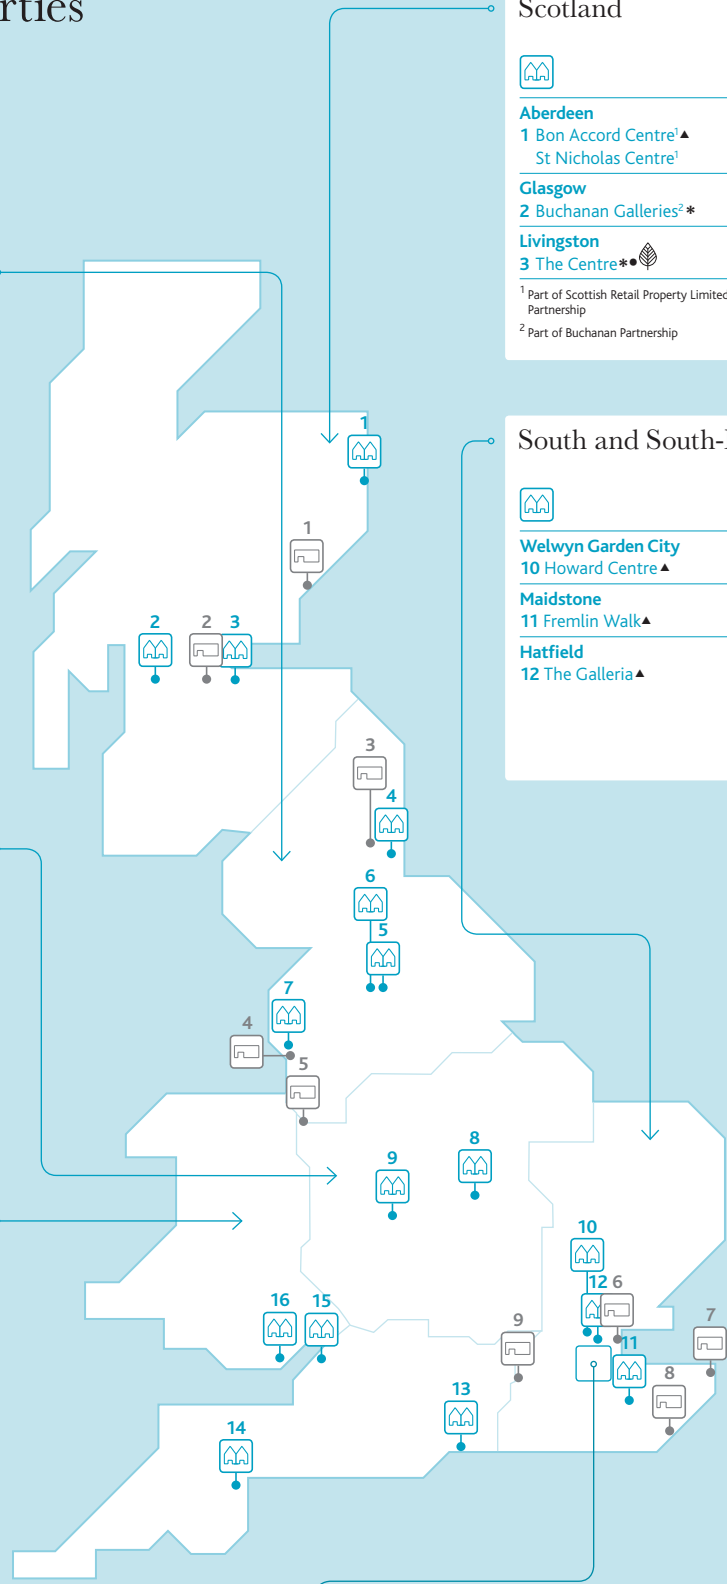 rties
Scotland
Aberdeen
1 Bon Accord Centre¹▲
St Nicholas Centre¹
Glasgow
2 Buchanan Galleries² *
Livingston
3 The Centre*●
¹ Part of Scottish Retail Property Limited
Partnership
² Part of Buchanan Partnership
South and South-
Welwyn Garden City
10 Howard Centre▲
Maidstone
11 Fremlin Walk▲
Hatfield
12 The Galleria▲
1
1
2
2
3
3
4
6
5
7
4
5
8
9
10
12
6
16
15
9
11
7
8
13
14